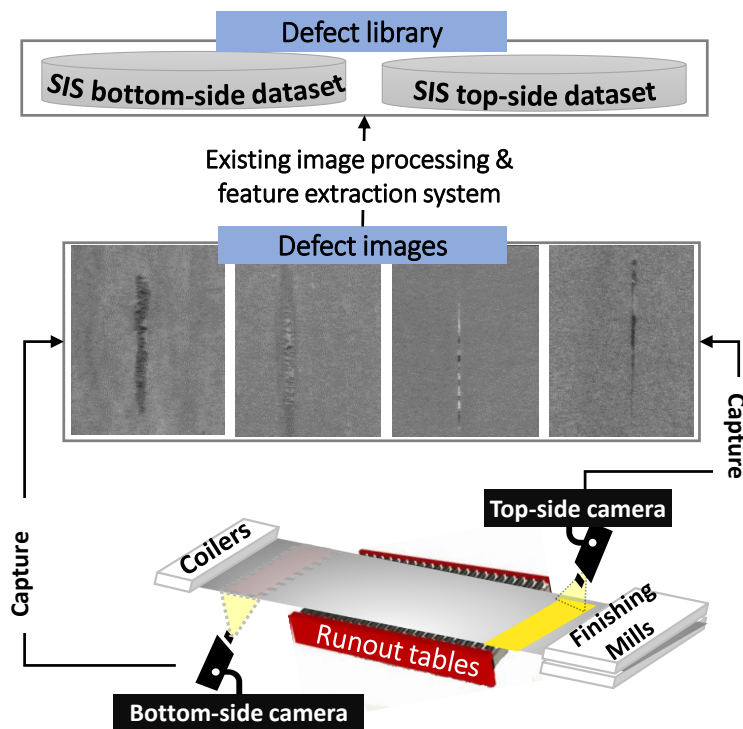 Defect library
SIS bottom-side dataset
SIS top-side dataset
Existing image processing &
feature extraction system
Defect images
Capture
Capture
Top-side camera
Coilers
Finishing
Mills
Runout tables
Bottom-side camera